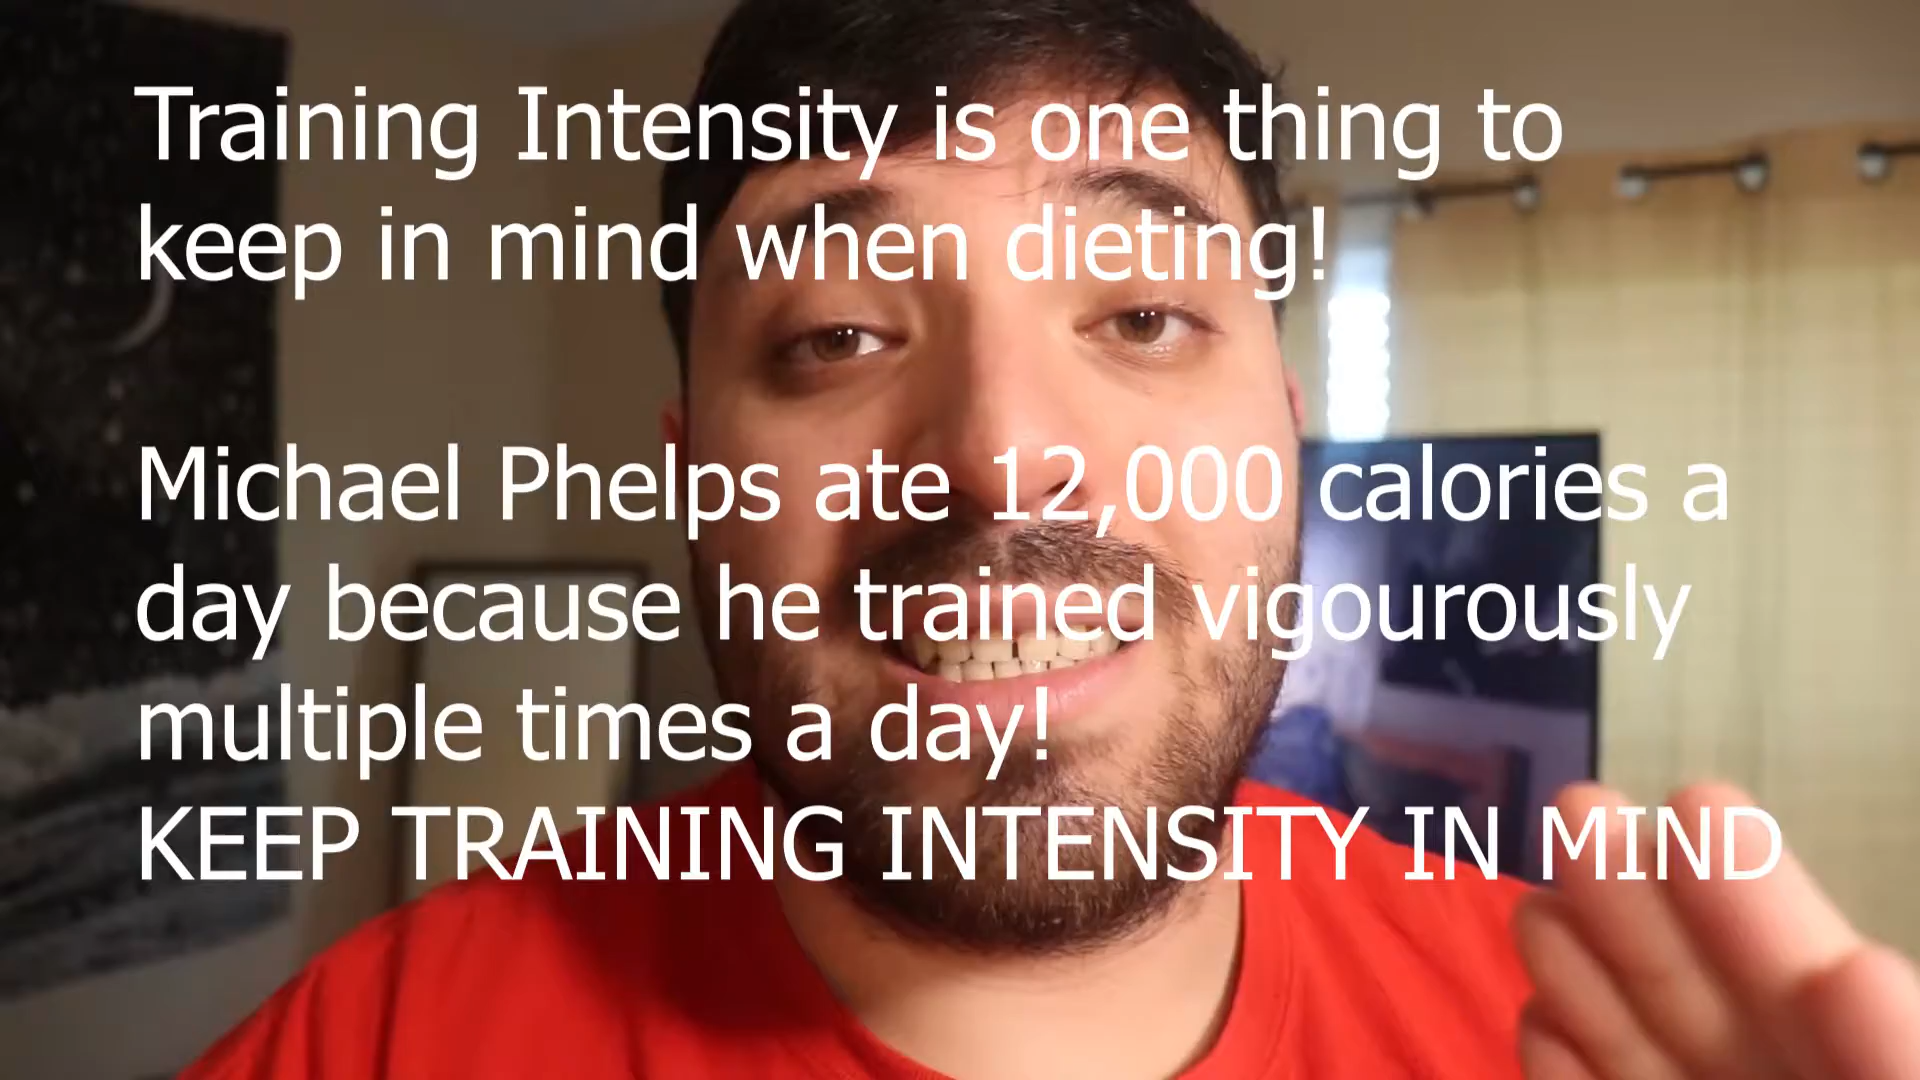 Training Intensity is one thing to
keep in mind when dieting!
Michael Phelps ate 12,000 calories a
day because he trained vigourously
multiple times a day!
KEEP TRAINING INTENSITY IN MIND